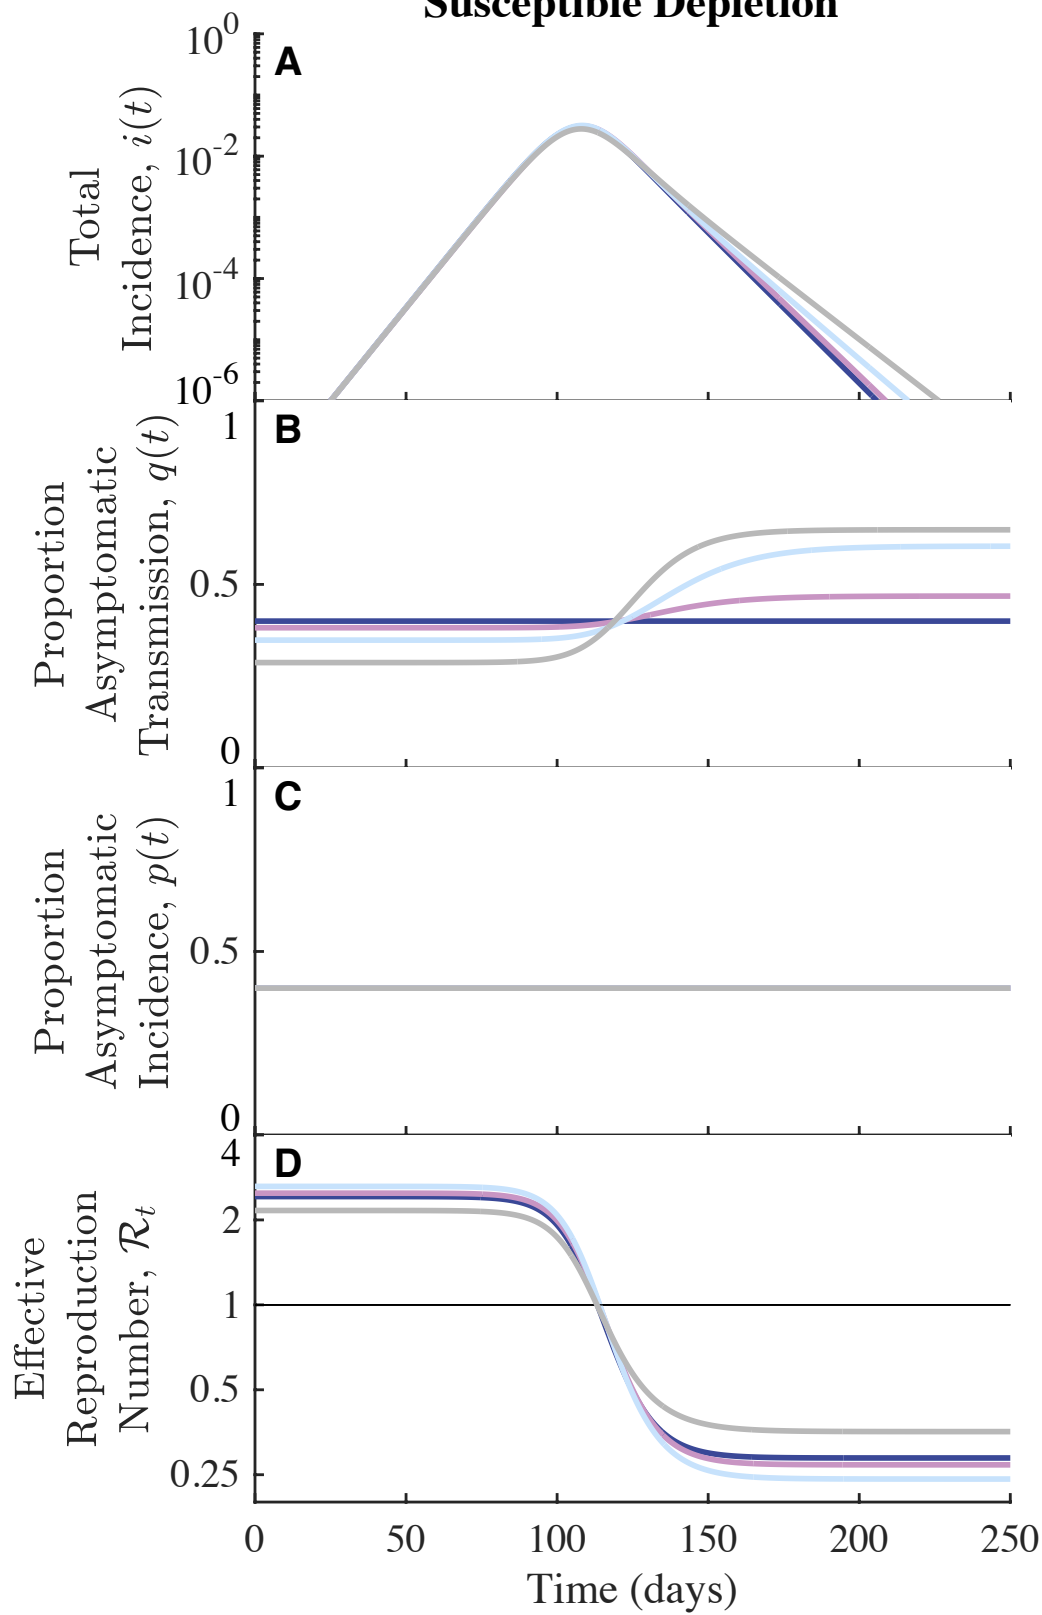 Susceptible Depletion
A
Total
Incidence, i(t)
10^0
10^-2
10^-4
10^-6
B
Proportion
Asymptomatic
Transmission, q(t)
1
0.5
0
C
Proportion
Asymptomatic
Incidence, p(t)
1
0.5
0
D
Effective
Reproduction
Number, ℛ_t
4
2
1
0.5
0.25
0 50 100 150 200 250
Time (days)